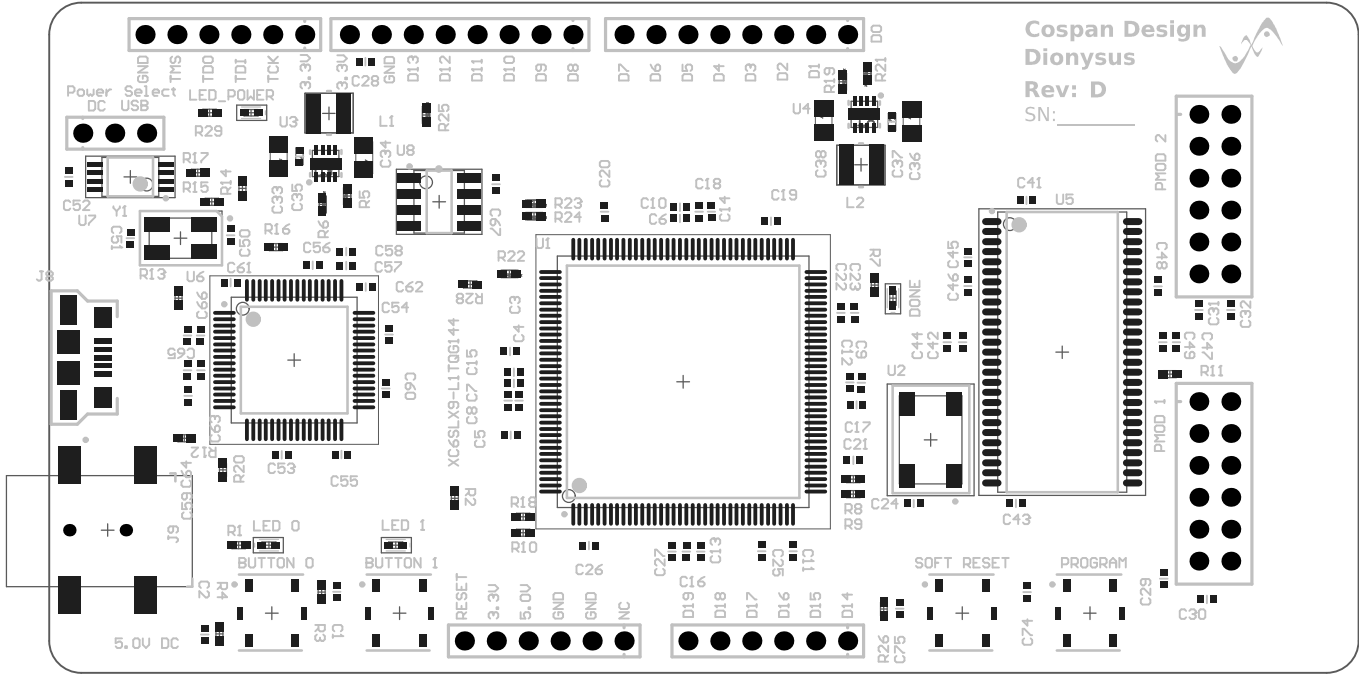 Cospan Design
Dionysus
Rev: D
SN:
GND TMS TDO TDI TCK 3.3V
3.3V GND D13 D12 D11 D10 D9 D8
D7 D6 D5 D4 D3 D2 D1 D0
C28
Power Select
DC USB
LED_POWER
R29
U3
L1
R25
R19
R21
U4
C38
C37
C36
L2
C34
U8
C33
C35
R5
R6
C67
R17
R15
R14
C52
U7
Y1
C51
C50
R13
R16
U6
C56
C58
C57
C61
C62
C54
C66
C65
C60
C63
R12
R20
C53
C55
C64
C59
J8
J9
C20
C10
C6
C18
C14
C19
R23
R24
U1
R22
R28
C3
C4
C15
C7
C8
C5
XC6SLX9-L1TQG144
R2
R18
R10
C22
C23
R7
DONE
C12
C9
C17
C21
R8
R9
C24
U2
C44
C42
C45
C46
C41
U5
C43
C48
C49
C47
R11
C31
C32
PMOD 2
PMOD 1
R1
LED 0
LED 1
BUTTON 0
BUTTON 1
C2
R4
R3
C1
5.0V DC
C26
C27
C13
C16
C25
C11
RESET 3.3V 5.0V GND GND NC
D19 D18 D17 D16 D15 D14
SOFT RESET
PROGRAM
R26
C75
C74
C29
C30